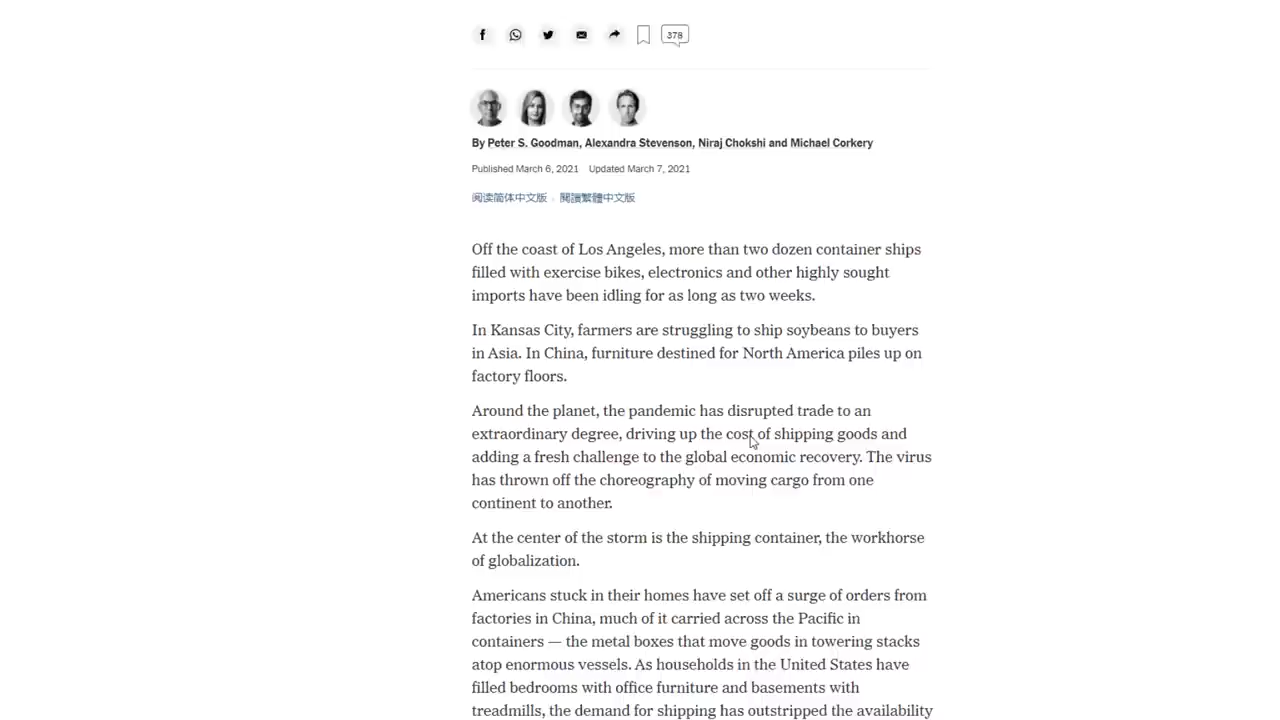 378
By Peter S. Goodman, Alexandra Stevenson, Niraj Chokshi and Michael Corkery
Published March 6, 2021 Updated March 7, 2021
阅读简体中文版 · 閱讀繁體中文版
Off the coast of Los Angeles, more than two dozen container ships
filled with exercise bikes, electronics and other highly sought
imports have been idling for as long as two weeks.
In Kansas City, farmers are struggling to ship soybeans to buyers
in Asia. In China, furniture destined for North America piles up on
factory floors.
Around the planet, the pandemic has disrupted trade to an
extraordinary degree, driving up the cost of shipping goods and
adding a fresh challenge to the global economic recovery. The virus
has thrown off the choreography of moving cargo from one
continent to another.
At the center of the storm is the shipping container, the workhorse
of globalization.
Americans stuck in their homes have set off a surge of orders from
factories in China, much of it carried across the Pacific in
containers — the metal boxes that move goods in towering stacks
atop enormous vessels. As households in the United States have
filled bedrooms with office furniture and basements with
treadmills, the demand for shipping has outstripped the availability